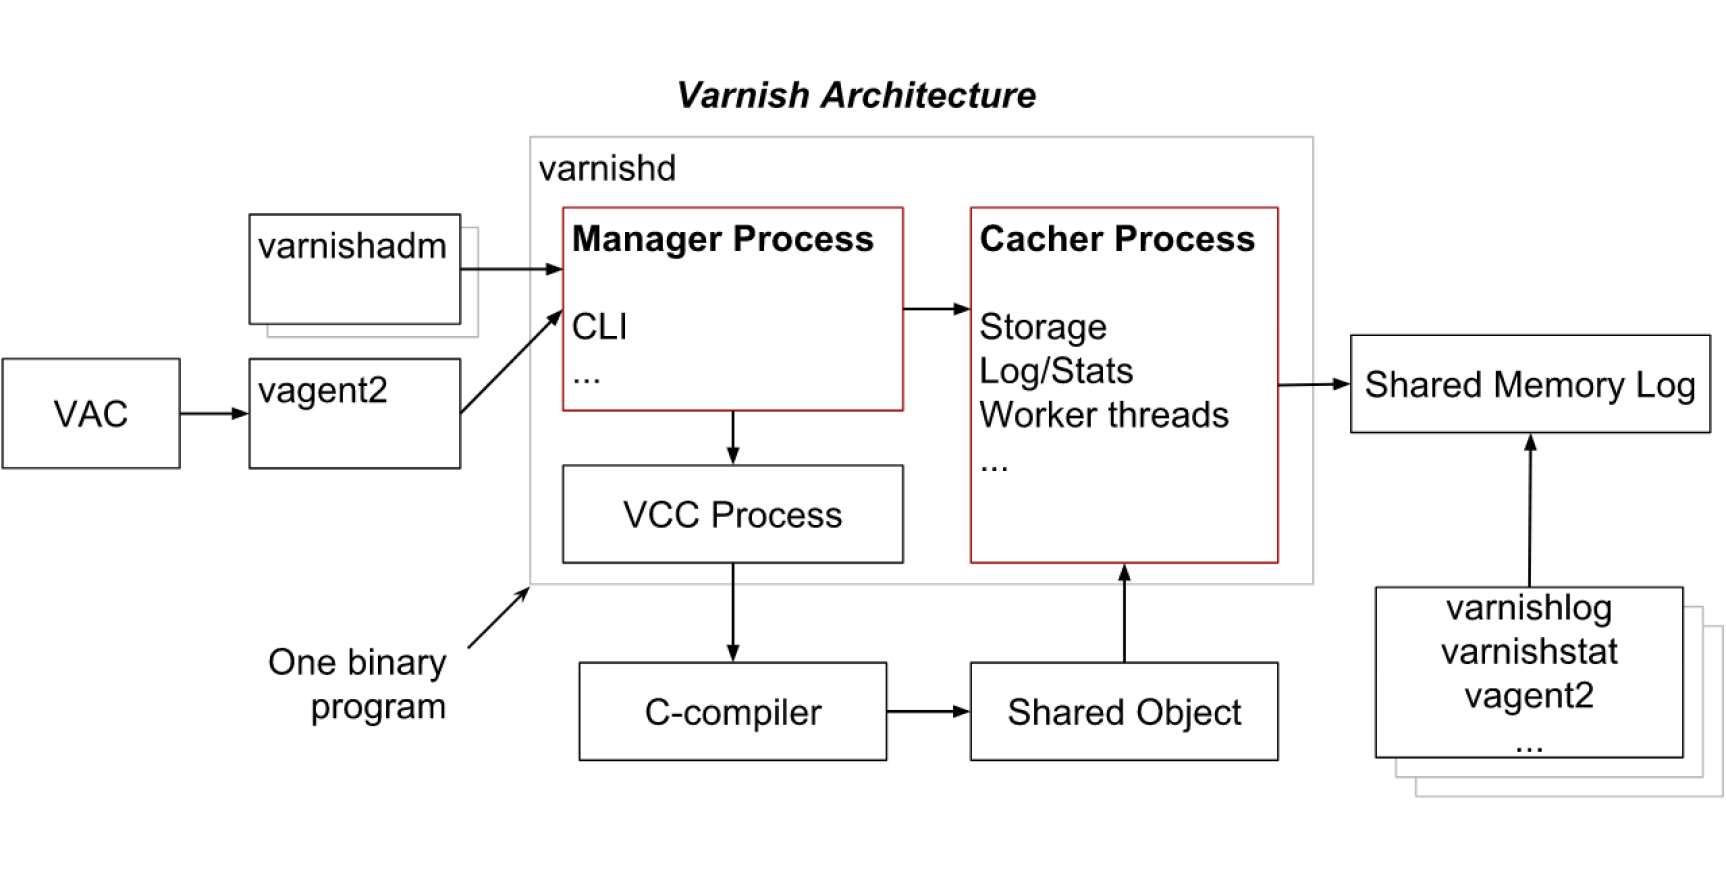 Varnish Architecture
varnishd
varnishadm
Manager Process
CLI
...
Cacher Process
Storage
Log/Stats
Worker threads
...
VAC
vagent2
Shared Memory Log
VCC Process
One binary
program
C-compiler
Shared Object
varnishlog
varnishstat
vagent2
...